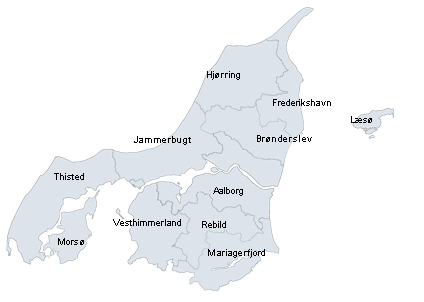 Hjørring
Frederikshavn
Læsø
Jammerbugt
Brønderslev
Thisted
Aalborg
Vesthimmerland
Rebild
Morsø
Mariagerfjord